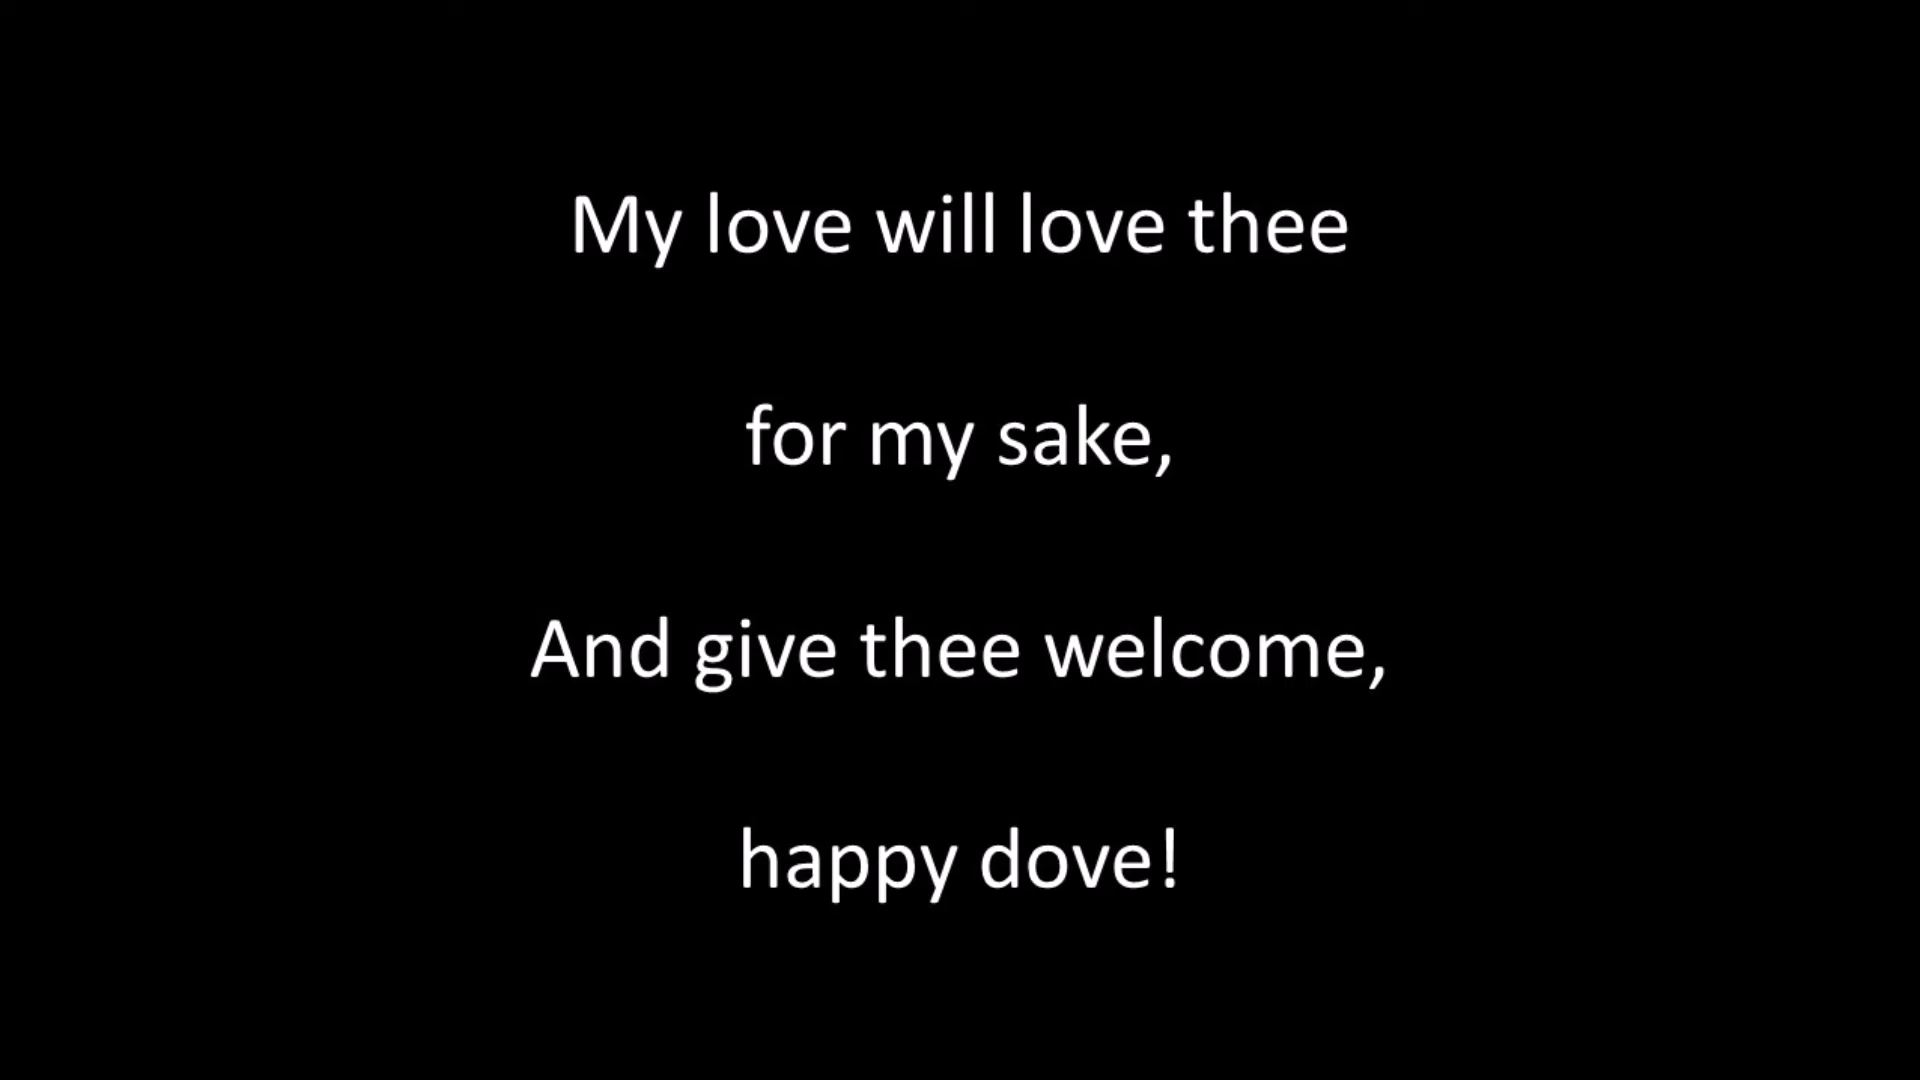 My love will love thee
for my sake,
And give thee welcome,
happy dove!